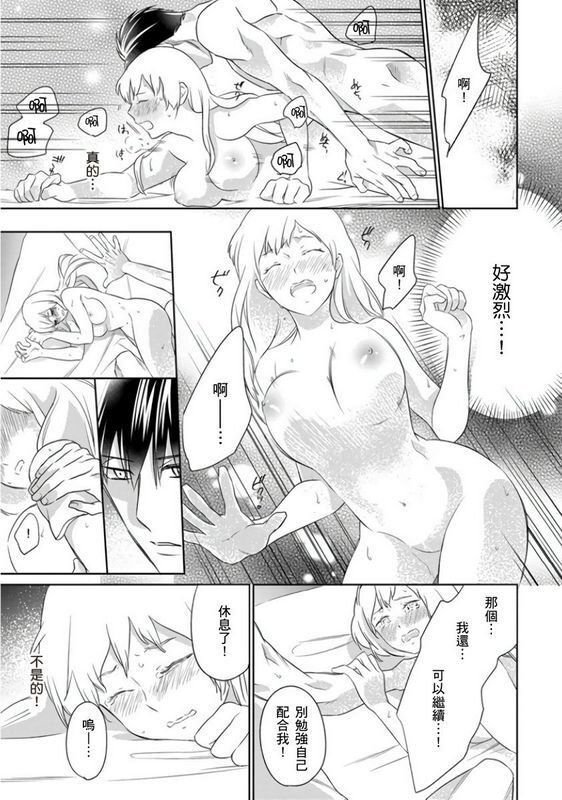 啊！
啊
啊
啊
啊
啊
真的…
好激烈…！
啊！
啊
──…！
！
那個…
我還…
可以繼續…！
別勉強自己
配合我！
休息了！
不是的！
嗚！…